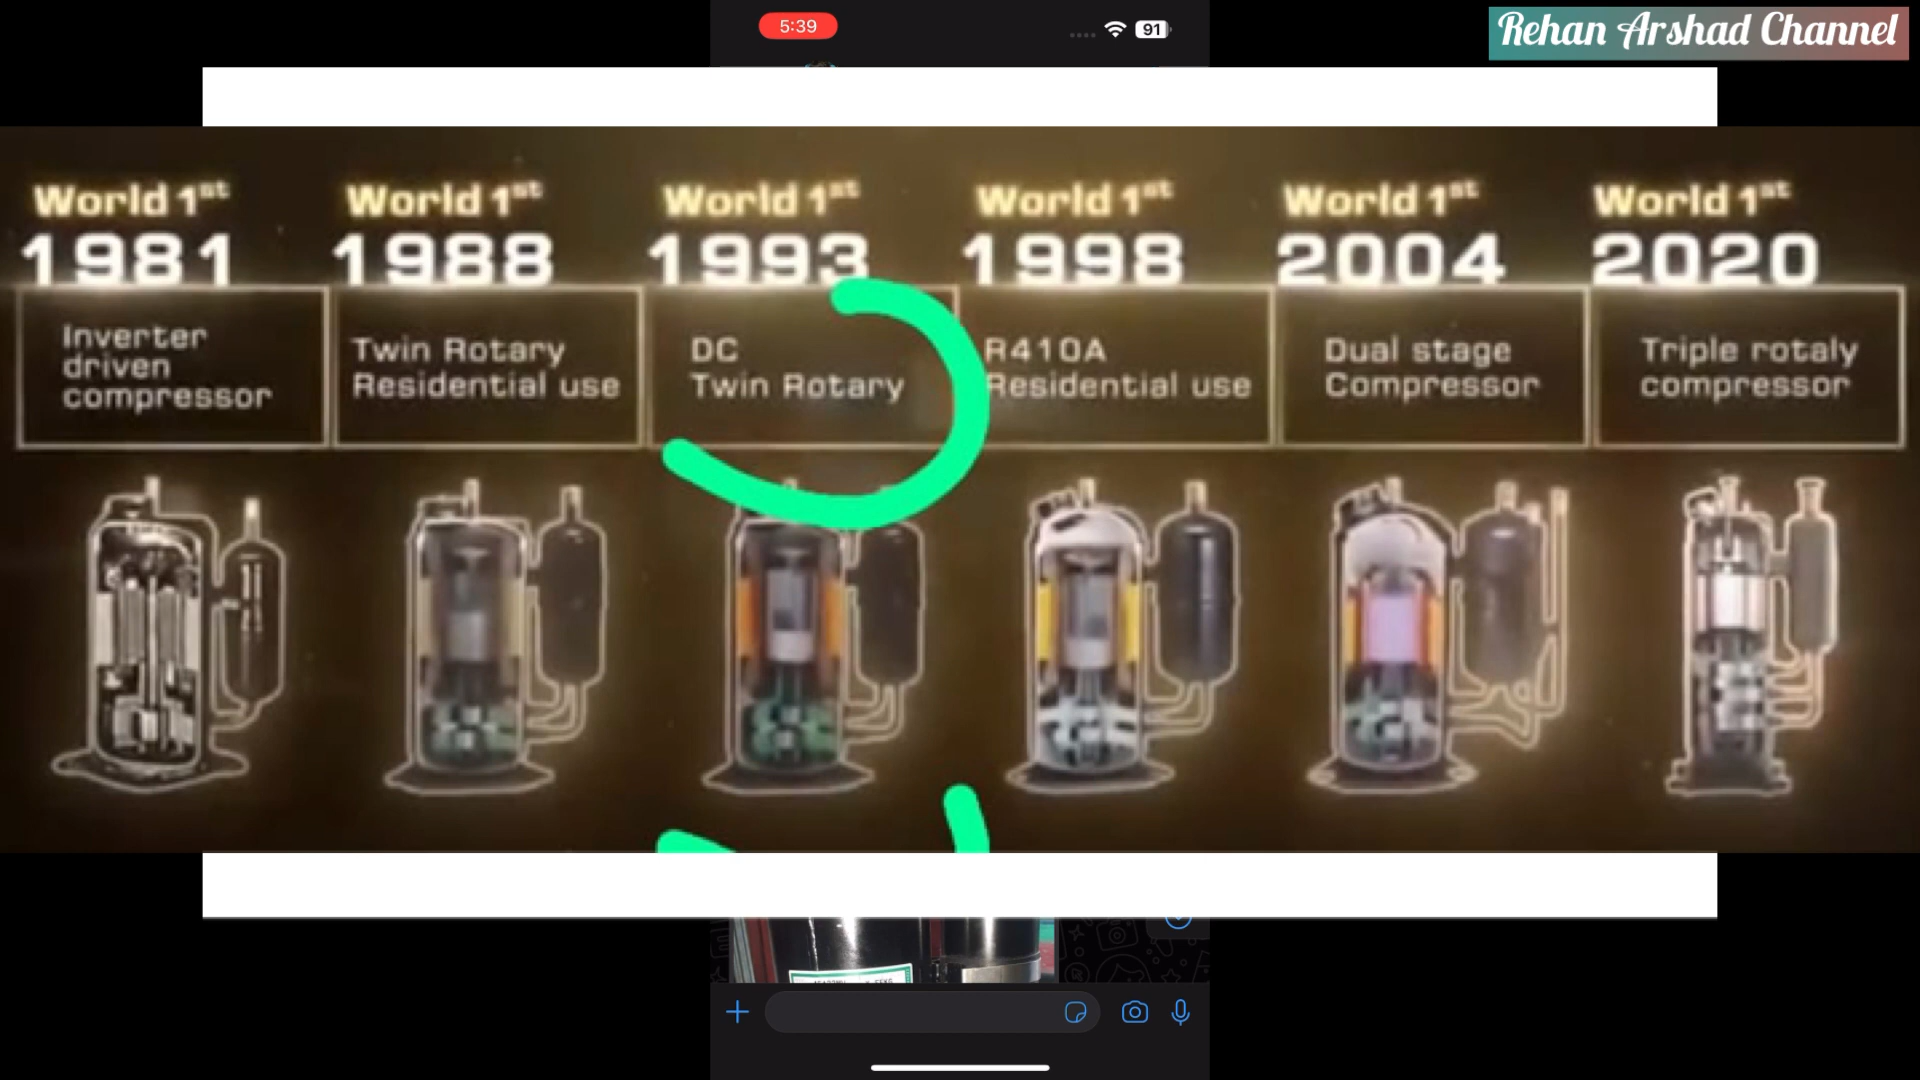 5:39
91
Rehan Arshad Channel
World 1st
1981
Inverter
driven
compressor
World 1st
1988
Twin Rotary
Residential use
World 1st
1993
DC
Twin Rotary
World 1st
1998
R410A
Residential use
World 1st
2004
Dual stage
Compressor
World 1st
2020
Triple rotaly
compressor